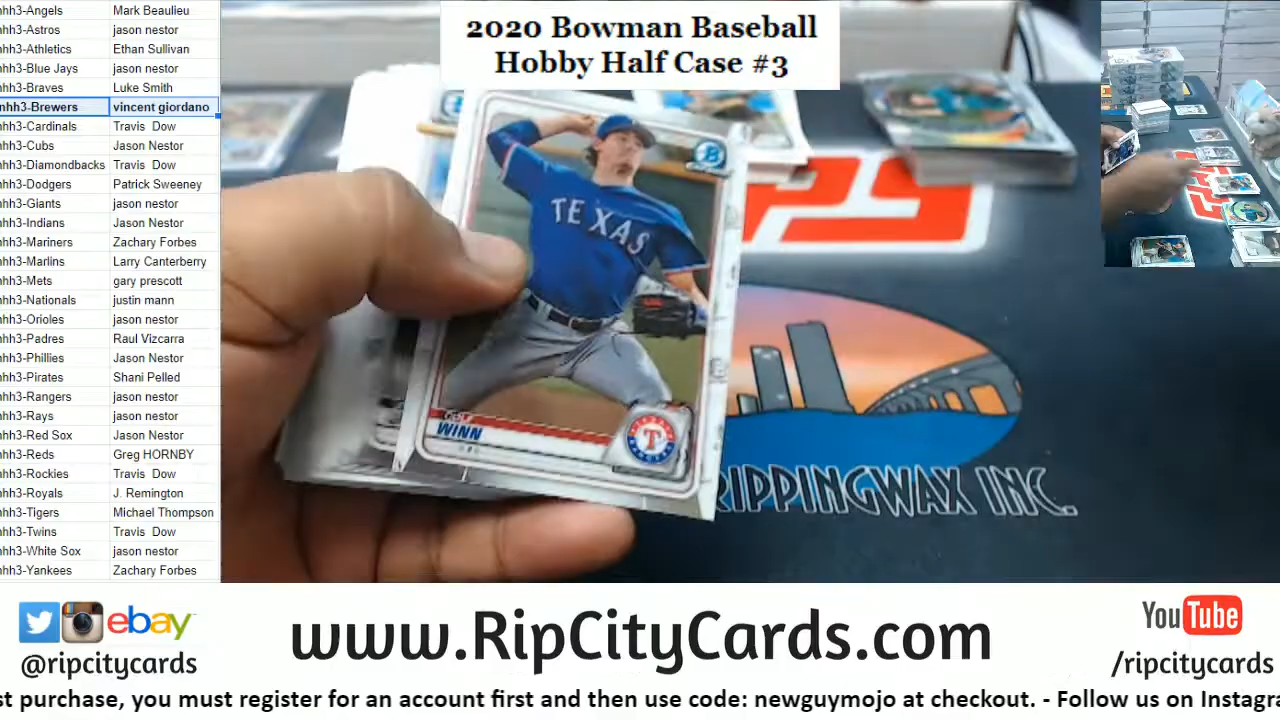 hh3-Angels Mark Beaulieu
hh3-Astros jason nestor
hh3-Athletics Ethan Sullivan
hh3-Blue Jays jason nestor
hh3-Braves Luke Smith
hh3-Brewers vincent giordano
hh3-Cardinals Travis Dow
hh3-Cubs Jason Nestor
hh3-Diamondbacks Travis Dow
hh3-Dodgers Patrick Sweeney
hh3-Giants jason nestor
hh3-Indians Jason Nestor
hh3-Mariners Zachary Forbes
hh3-Marlins Larry Canterberry
hh3-Mets gary prescott
hh3-Nationals justin mann
hh3-Orioles jason nestor
hh3-Padres Raul Vizcarra
hh3-Phillies Jason Nestor
hh3-Pirates Shani Pelled
hh3-Rangers jason nestor
hh3-Rays jason nestor
hh3-Red Sox Jason Nestor
hh3-Reds Greg HORNBY
hh3-Rockies Travis Dow
hh3-Royals J. Remington
hh3-Tigers Michael Thompson
hh3-Twins Travis Dow
hh3-White Sox jason nestor
hh3-Yankees Zachary Forbes
2020 Bowman Baseball
Hobby Half Case #3
TEXAS
WINN
T
RIPPINGWAX INC.
ebay
@ripcitycards
www.RipCityCards.com
YouTube
/ripcitycards
st purchase, you must register for an account first and then use code: newguymojo at checkout. - Follow us on Instagra